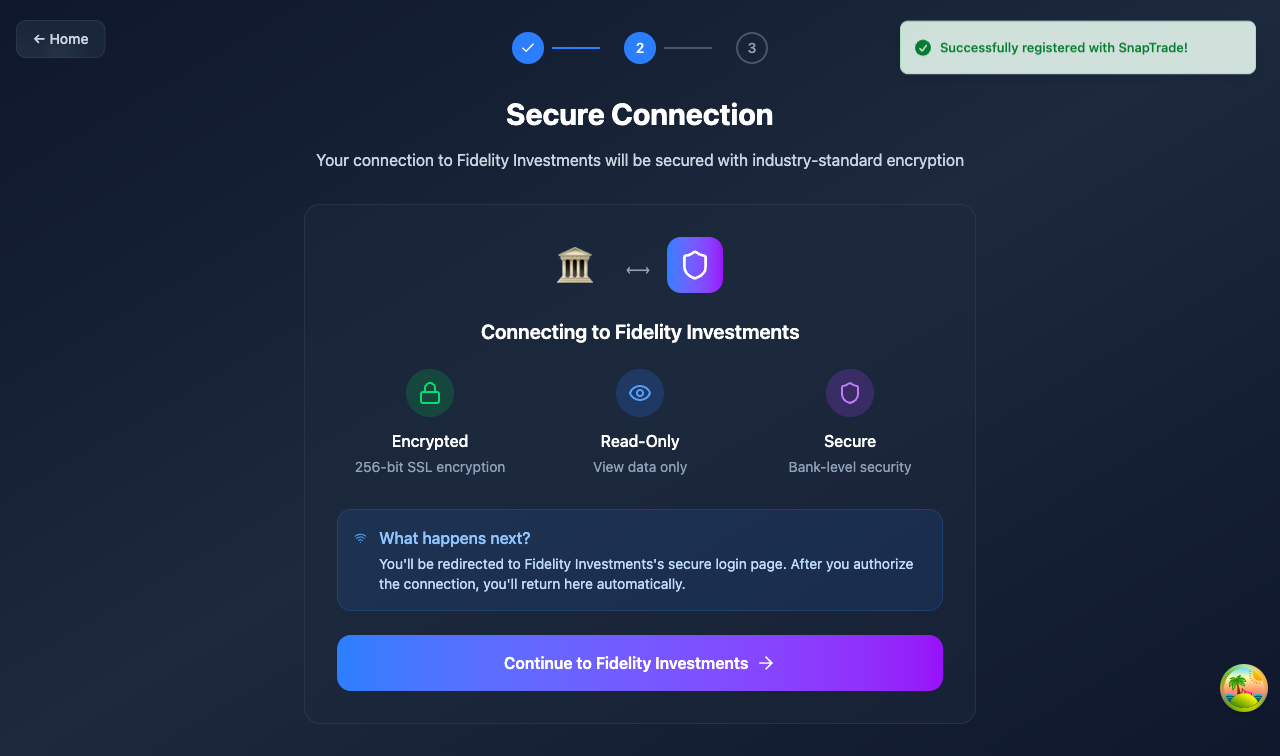 ← Home
2
3
Successfully registered with SnapTrade!
Secure Connection
Your connection to Fidelity Investments will be secured with industry-standard encryption
Connecting to Fidelity Investments
Encrypted
256-bit SSL encryption
Read-Only
View data only
Secure
Bank-level security
What happens next?
You'll be redirected to Fidelity Investments's secure login page. After you authorize
the connection, you'll return here automatically.
Continue to Fidelity Investments →